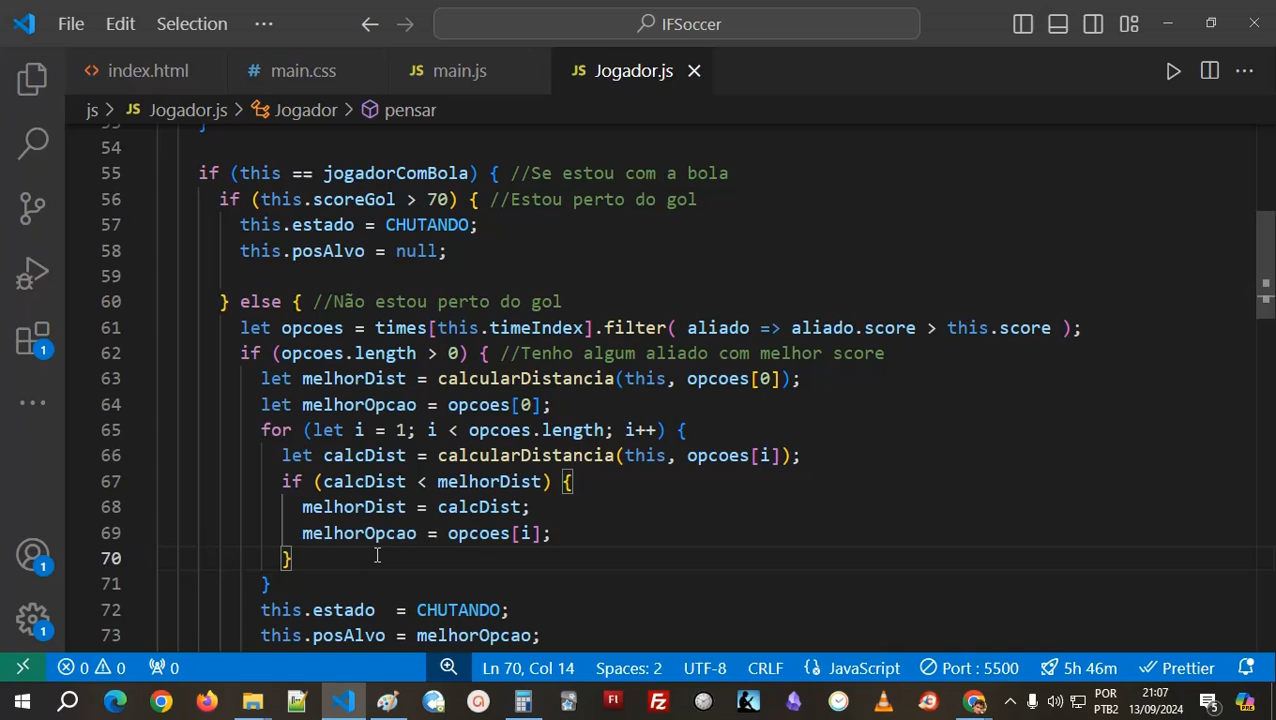 File Edit Selection ··· IFSoccer
index.html main.css JS main.js JS Jogador.js
js > JS Jogador.js > Jogador > pensar
54
55 if (this == jogadorComBola) { //Se estou com a bola
56 if (this.scoreGol > 70) { //Estou perto do gol
57 this.estado = CHUTANDO;
58 this.posAlvo = null;
59
60 } else { //Não estou perto do gol
61 let opcoes = times[this.timeIndex].filter( aliado => aliado.score > this.score );
62 if (opcoes.length > 0) { //Tenho algum aliado com melhor score
63 let melhorDist = calcularDistancia(this, opcoes[0]);
64 let melhorOpcao = opcoes[0];
65 for (let i = 1; i < opcoes.length; i++) {
66 let calcDist = calcularDistancia(this, opcoes[i]);
67 if (calcDist < melhorDist) {
68 melhorDist = calcDist;
69 melhorOpcao = opcoes[i];
70 }
71 }
72 this.estado  = CHUTANDO;
73 this.posAlvo = melhorOpcao;
1
1
1
0 0 0 Ln 70, Col 14 Spaces: 2 UTF-8 CRLF {} JavaScript Port : 5500 5h 46m Prettier
POR 21:07
PTB2 13/09/2024 5